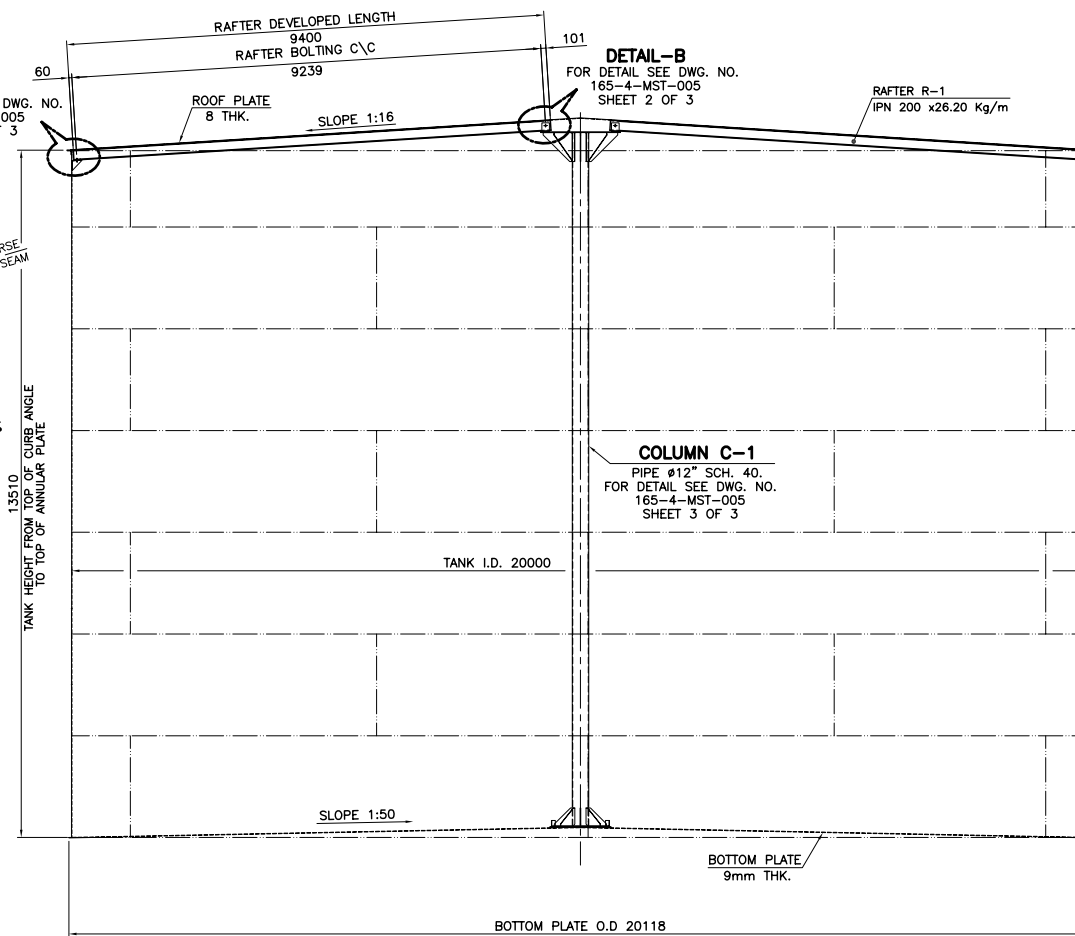 RAFTER DEVELOPED LENGTH
9400
RAFTER BOLTING C\C
9239
60
101
DETAIL-B
FOR DETAIL SEE DWG. NO.
165-4-MST-005
SHEET 2 OF 3
DWG. NO.
005
3
ROOF PLATE
8 THK.
SLOPE 1:16
RAFTER R-1
IPN 200 x26.20 Kg/m
SEAM
13510
TANK HEIGHT FROM TOP OF CURB ANGLE
TO TOP OF ANNULAR PLATE
COLUMN C-1
PIPE ø12" SCH. 40.
FOR DETAIL SEE DWG. NO.
165-4-MST-005
SHEET 3 OF 3
TANK I.D. 20000
SLOPE 1:50
BOTTOM PLATE
9mm THK.
BOTTOM PLATE O.D 20118